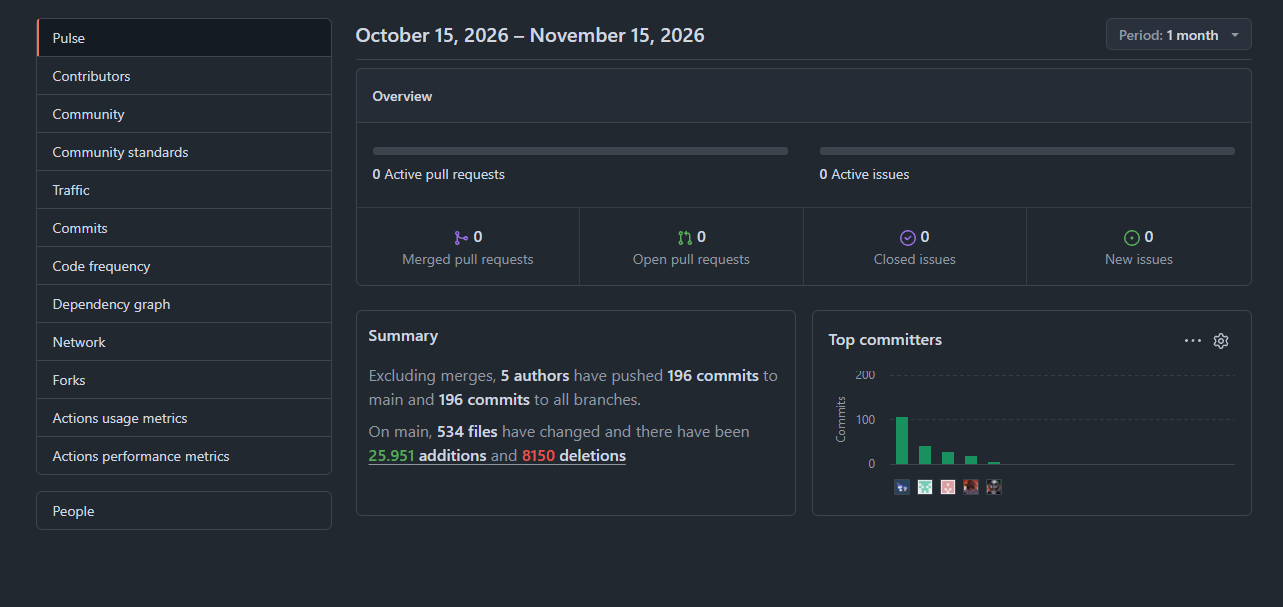 Pulse
Contributors
Community
Community standards
Traffic
Commits
Code frequency
Dependency graph
Network
Forks
Actions usage metrics
Actions performance metrics
People
October 15, 2026 – November 15, 2026
Period: 1 month
Overview
0 Active pull requests
0 Active issues
0
Merged pull requests
0
Open pull requests
0
Closed issues
0
New issues
Summary
Excluding merges, 5 authors have pushed 196 commits to
main and 196 commits to all branches.
On main, 534 files have changed and there have been
25.951 additions and 8150 deletions
Top committers
200
100
0
Commits